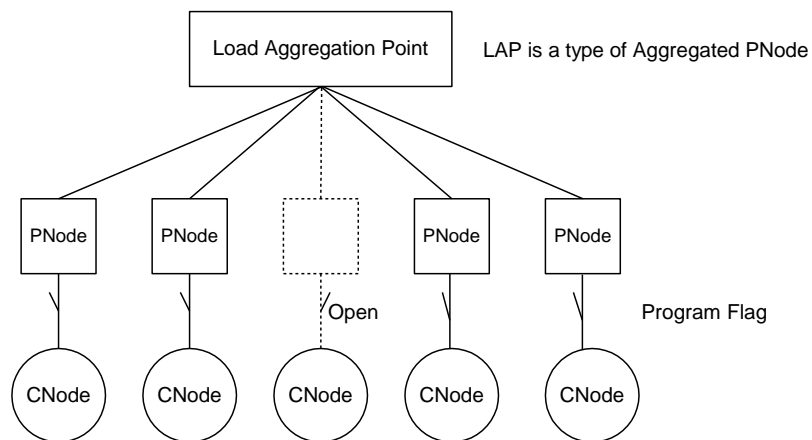 Load Aggregation Point
LAP is a type of Aggregated PNode
PNode
PNode
PNode
PNode
Open
Program Flag
CNode
CNode
CNode
CNode
CNode